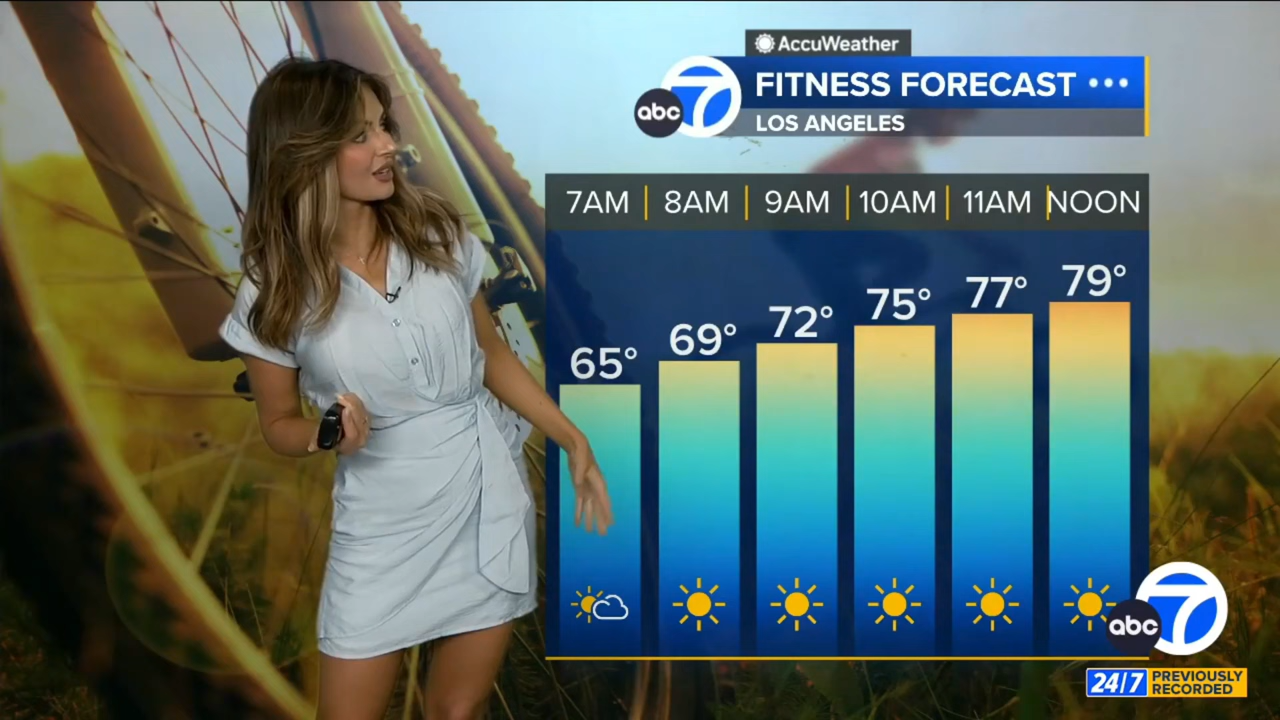 AccuWeather
abc 7 FITNESS FORECAST
LOS ANGELES
7AM 8AM 9AM 10AM 11AM NOON
65° 69° 72° 75° 77° 79°
abc 7
24/7 PREVIOUSLY
RECORDED